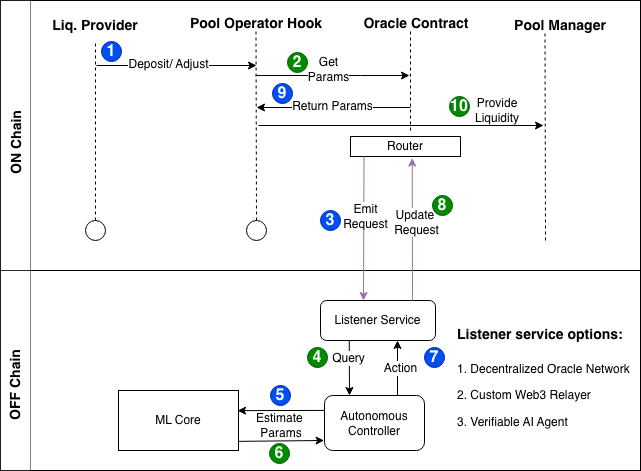 Liq. Provider
Pool Operator Hook
Oracle Contract
Pool Manager
ON Chain
1
Deposit/ Adjust
2
Get
Params
9
Return Params
10
Provide
Liquidity
Router
3
Emit
Request
8
Update
Request
OFF Chain
Listener Service
4
Query
7
Action
Listener service options:
1. Decentralized Oracle Network
2. Custom Web3 Relayer
3. Verifiable AI Agent
ML Core
5
Estimate
Params
6
Autonomous
Controller